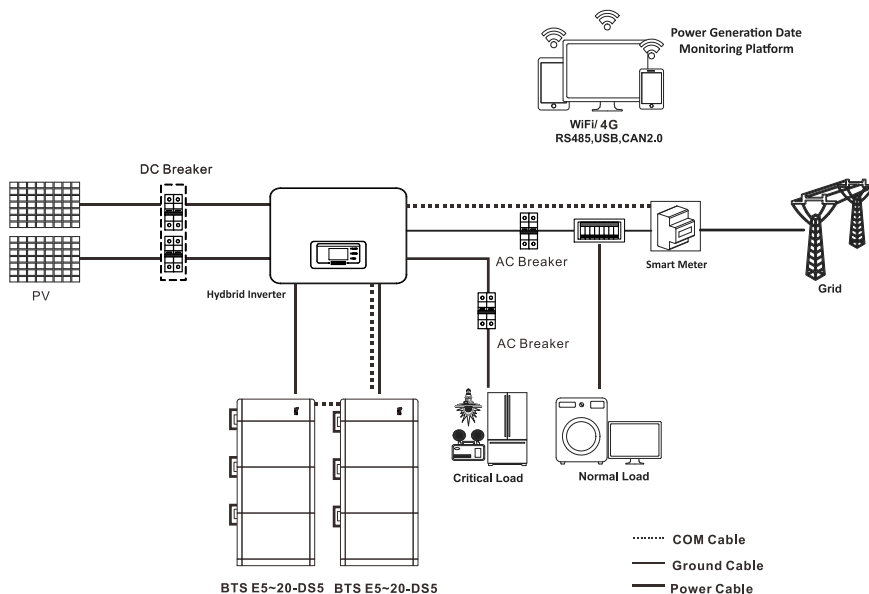 Power Generation Date
Monitoring Platform
WiFi/ 4G
RS485,USB,CAN2.0
DC Breaker
PV
Hydbrid Inverter
AC Breaker
Smart Meter
Grid
AC Breaker
Critical Load
Normal Load
COM Cable
Ground Cable
Power Cable
BTS E5~20-DS5 BTS E5~20-DS5